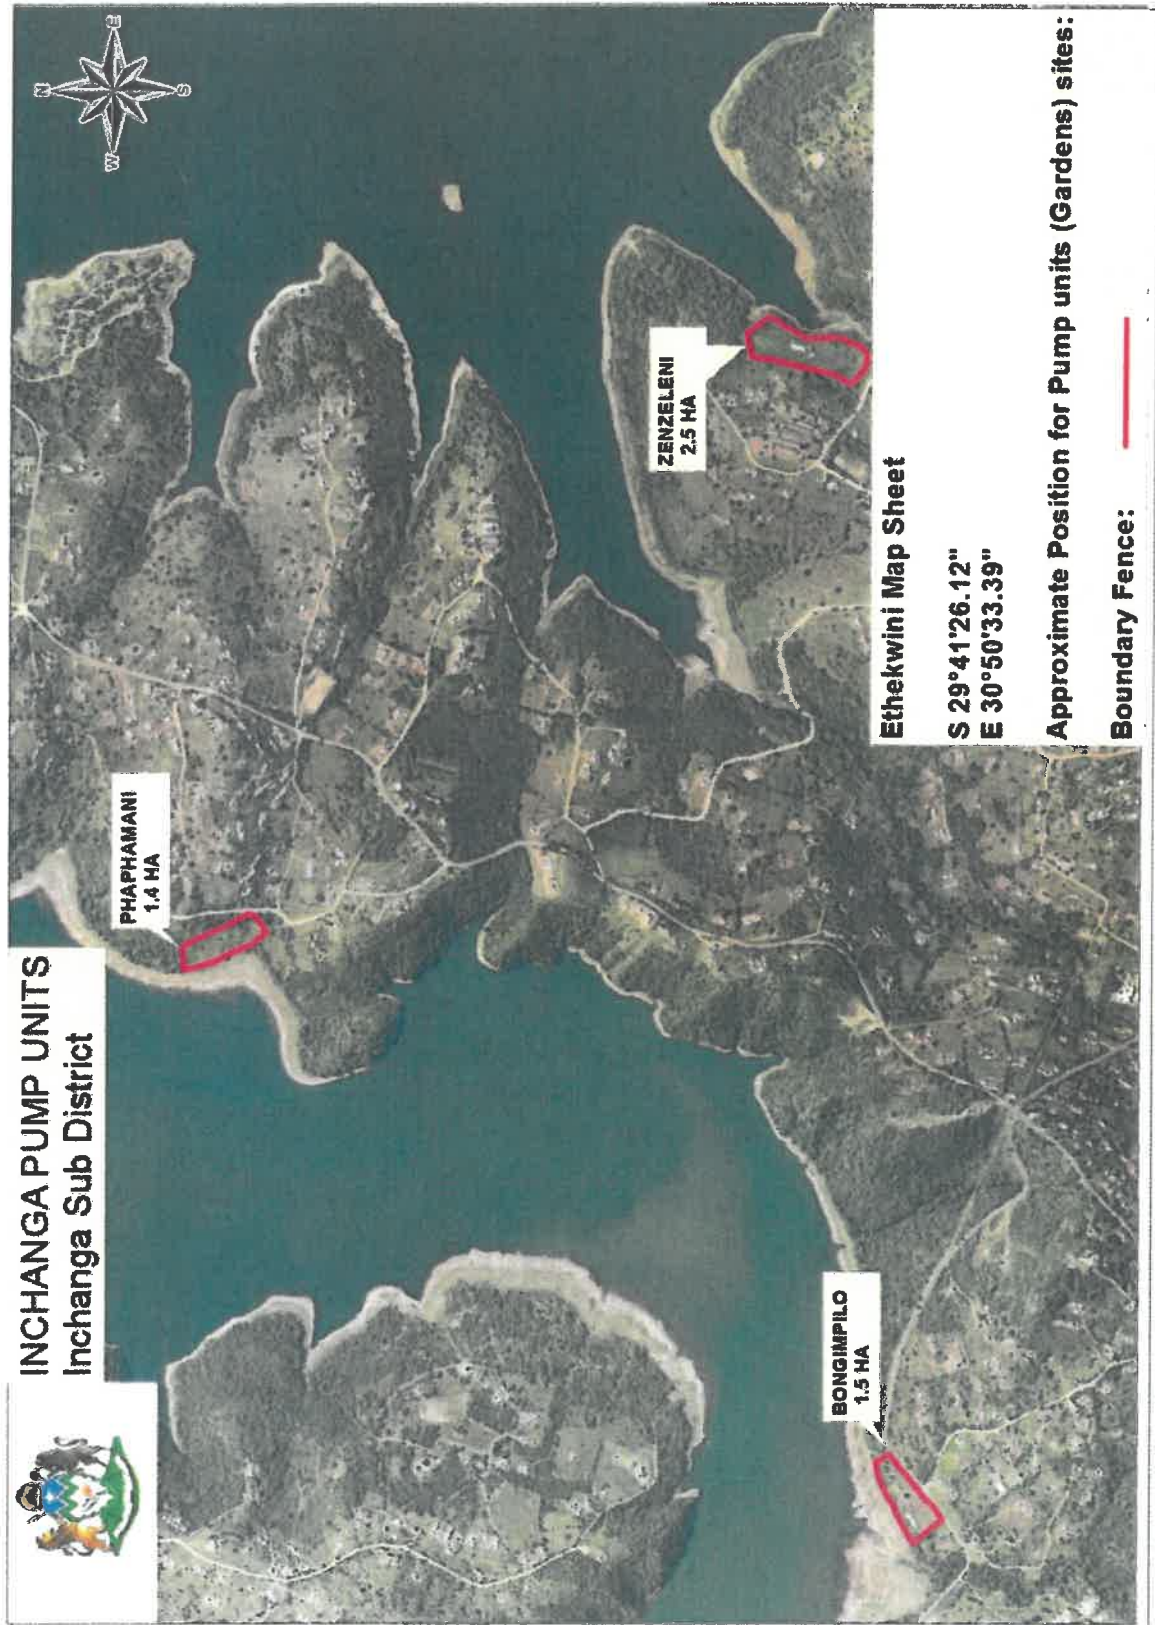 INCHANGA PUMP UNITS
Inchanga Sub District
N
E
S
W
PHAPHAMANI
1.4 HA
ZENZELENI
2.5 HA
BONGIMPILO
1.5 HA
Ethekwini Map Sheet
S 29°41'26.12"
E 30°50'33.39"
Approximate Position for Pump units (Gardens) sites:
Boundary Fence: